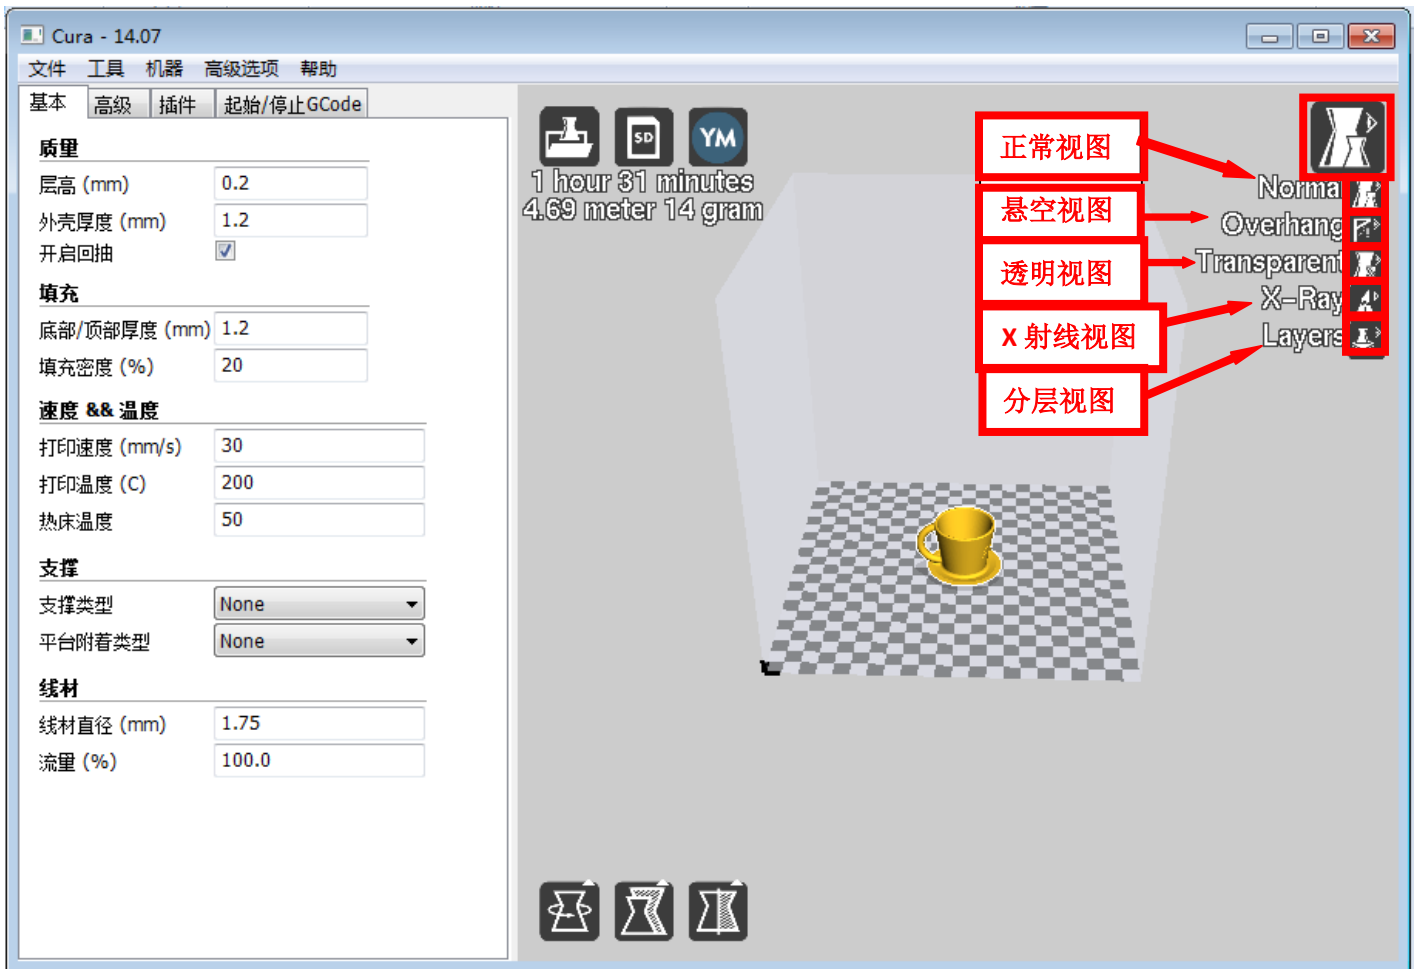 Cura - 14.07
文件 工具 机器 高级选项 帮助
基本 高级 插件 起始/停止GCode
质量
层高 (mm) 0.2
外壳厚度 (mm) 1.2
开启回抽
填充
底部/顶部厚度 (mm) 1.2
填充密度 (%) 20
速度 && 温度
打印速度 (mm/s) 30
打印温度 (C) 200
热床温度 50
支撑
支撑类型 None
平台附着类型 None
线材
线材直径 (mm) 1.75
流量 (%) 100.0
SD
YM
1 hour 31 minutes
4.69 meter 14 gram
正常视图
悬空视图
透明视图
X 射线视图
分层视图
Normal
Overhang
Transparent
X-Ray
Layers